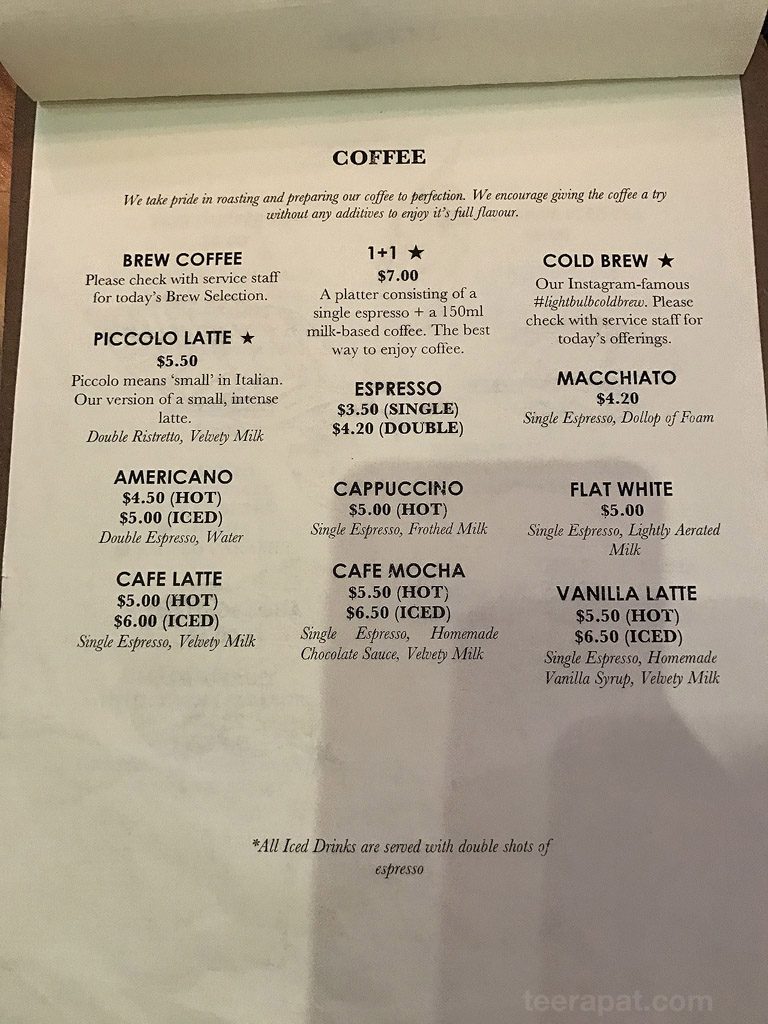 COFFEE
We take pride in roasting and preparing our coffee to perfection. We encourage giving the coffee a try
without any additives to enjoy it's full flavour.
BREW COFFEE
Please check with service staff
for today's Brew Selection.
PICCOLO LATTE ★
$5.50
Piccolo means 'small' in Italian.
Our version of a small, intense
latte.
Double Ristretto, Velvety Milk
AMERICANO
$4.50 (HOT)
$5.00 (ICED)
Double Espresso, Water
CAFE LATTE
$5.00 (HOT)
$6.00 (ICED)
Single Espresso, Velvety Milk
1+1 ★
$7.00
A platter consisting of a
single espresso + a 150ml
milk-based coffee. The best
way to enjoy coffee.
ESPRESSO
$3.50 (SINGLE)
$4.20 (DOUBLE)
CAPPUCCINO
$5.00 (HOT)
Single Espresso, Frothed Milk
CAFE MOCHA
$5.50 (HOT)
$6.50 (ICED)
Single Espresso, Homemade
Chocolate Sauce, Velvety Milk
COLD BREW ★
Our Instagram-famous
#lightbulbcoldbrew. Please
check with service staff for
today's offerings.
MACCHIATO
$4.20
Single Espresso, Dollop of Foam
FLAT WHITE
$5.00
Single Espresso, Lightly Aerated
Milk
VANILLA LATTE
$5.50 (HOT)
$6.50 (ICED)
Single Espresso, Homemade
Vanilla Syrup, Velvety Milk
*All Iced Drinks are served with double shots of
espresso
teerapat.com